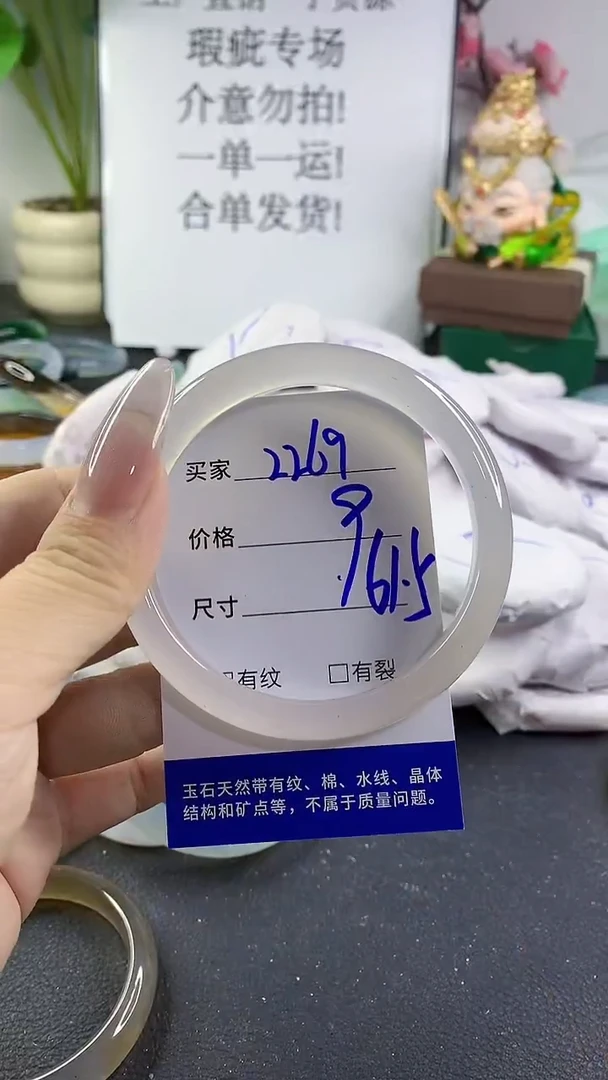 瑕疵专场
介意勿拍!
一单一运!
合单发货!
买家 2269
价格
尺寸 61.5
有纹 □有裂
玉石天然带有纹、棉、水线、晶体
结构和矿点等，不属于质量问题。